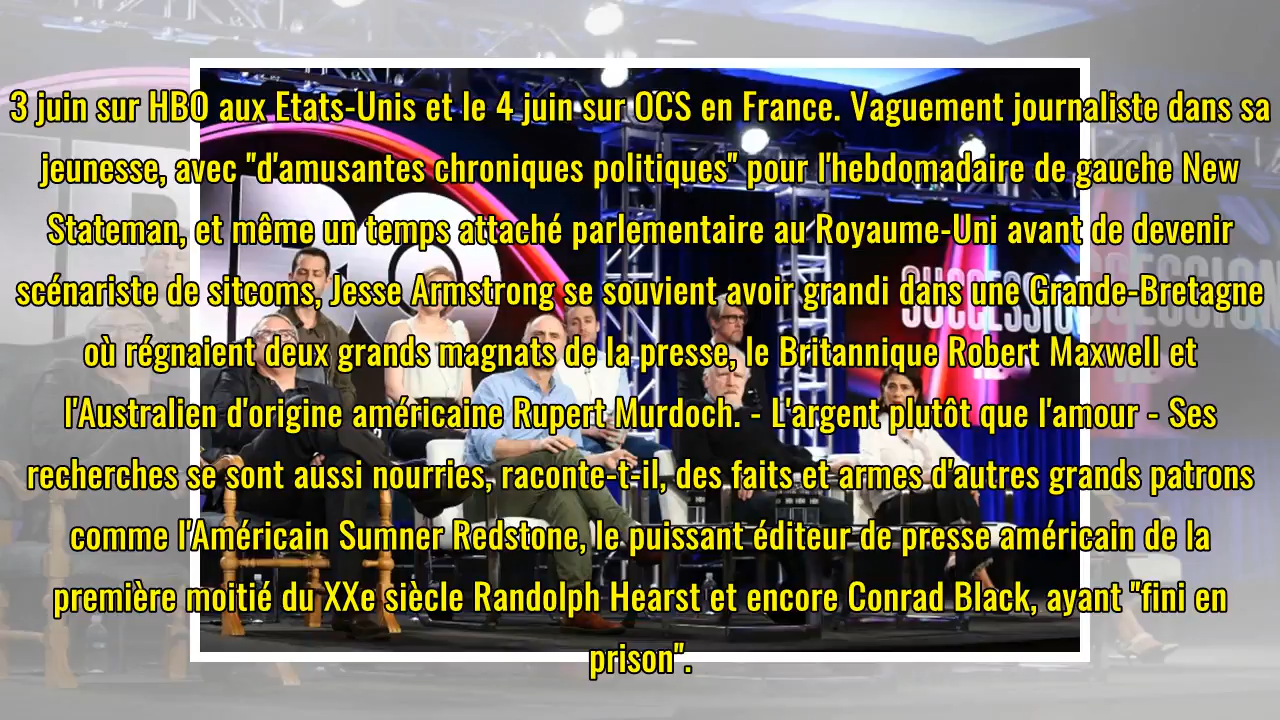 3 juin sur HBO aux Etats-Unis et le 4 juin sur OCS en France. Vaguement journaliste dans sa
jeunesse, avec "d'amusantes chroniques politiques" pour l'hebdomadaire de gauche New
Stateman, et même un temps attaché parlementaire au Royaume-Uni avant de devenir
scénariste de sitcoms, Jesse Armstrong se souvient avoir grandi dans une Grande-Bretagne
où régnaient deux grands magnats de la presse, le Britannique Robert Maxwell et
l'Australien d'origine américaine Rupert Murdoch. - L'argent plutôt que l'amour - Ses
recherches se sont aussi nourries, raconte-t-il, des faits et armes d'autres grands patrons
comme l'Américain Sumner Redstone, le puissant éditeur de presse américain de la
première moitié du XXe siècle Randolph Hearst et encore Conrad Black, ayant "fini en
prison".
HBO
SUCCESSION